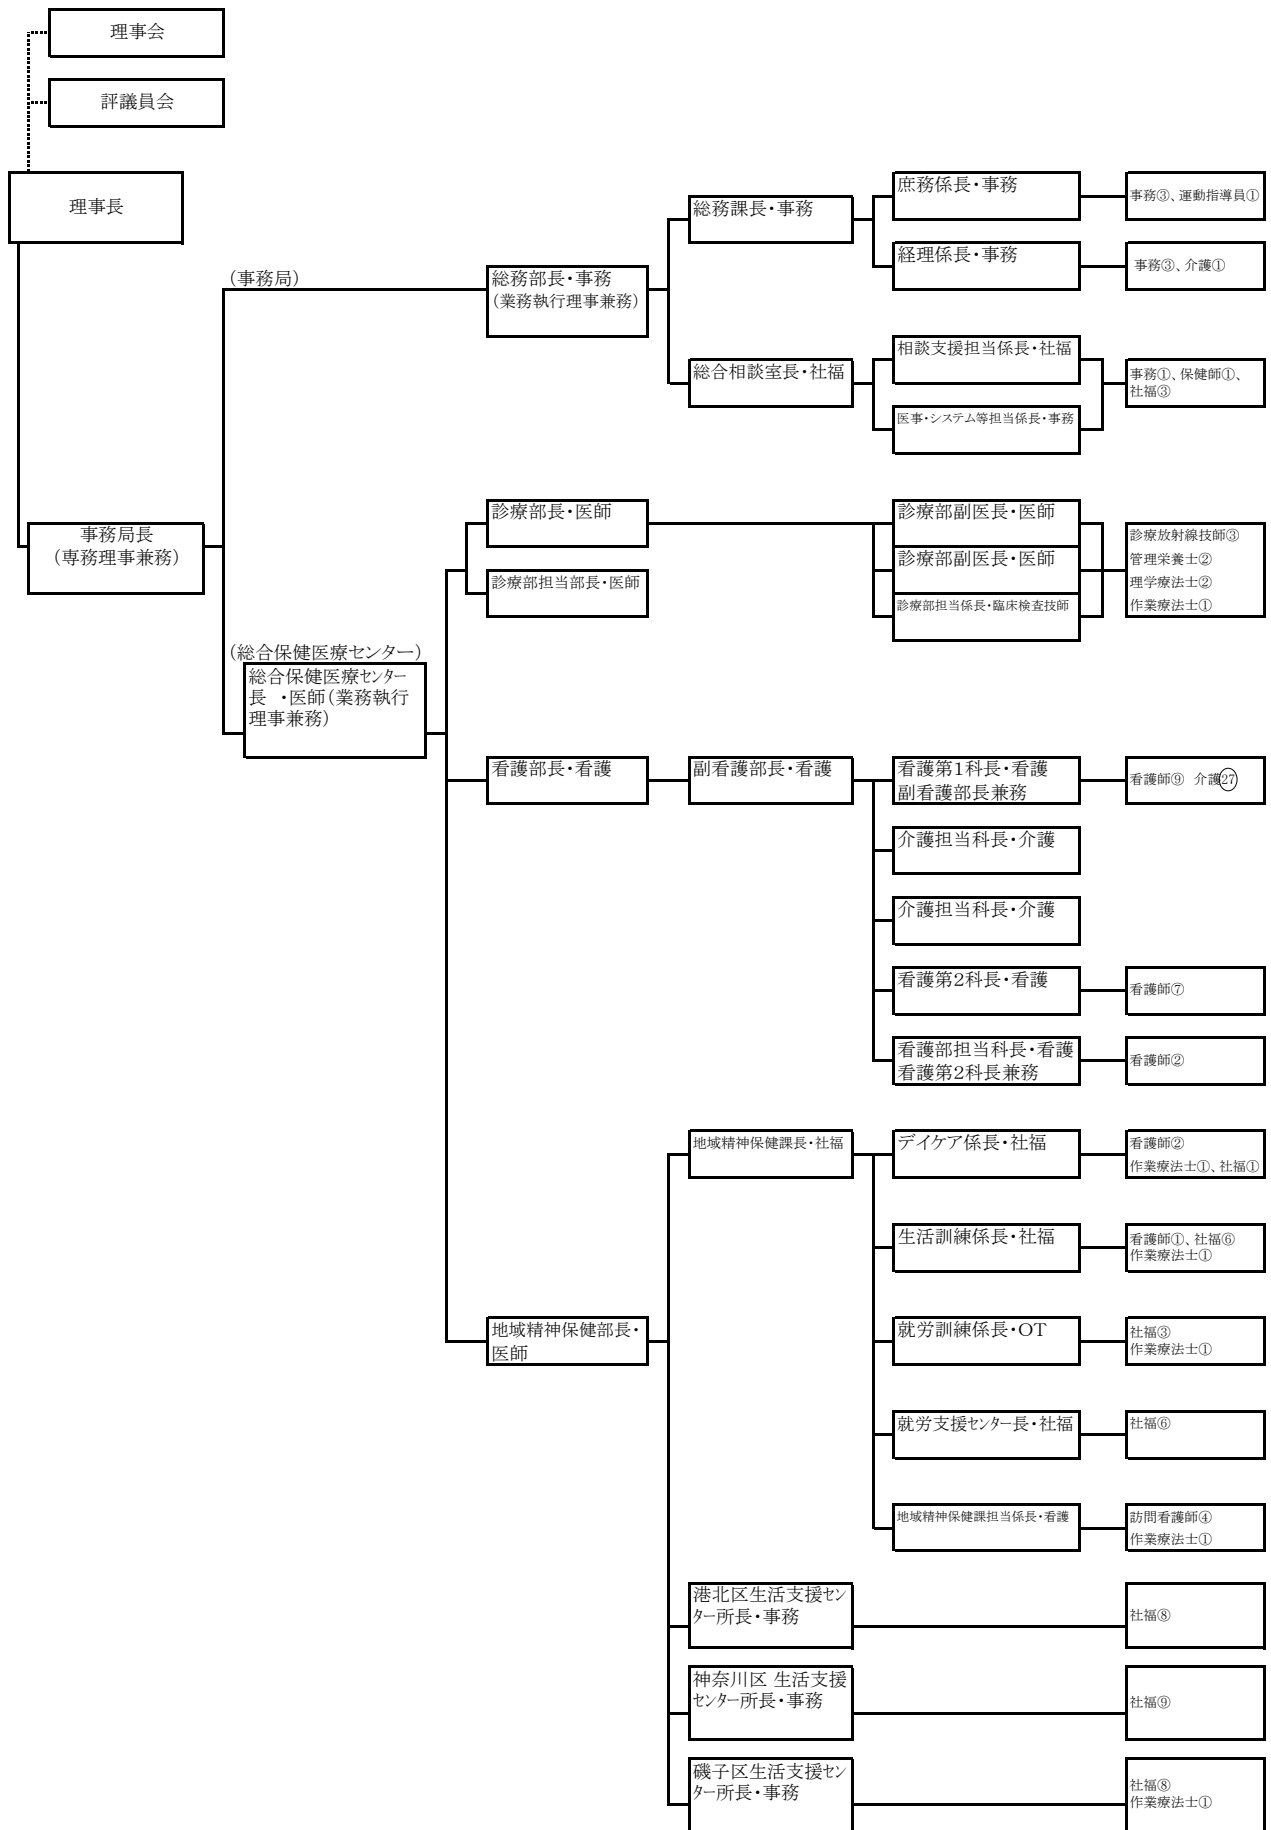 理事会
評議員会
理事長
庶務係長・事務
事務③、運動指導員①
総務課長・事務
経理係長・事務
事務③、介護①
(事務局)
総務部長・事務
(業務執行理事兼務)
相談支援担当係長・社福
総合相談室長・社福
事務①、保健師①、
社福③
医事・システム等担当係長・事務
事務局長
(専務理事兼務)
診療部長・医師
診療部副医長・医師
診療放射線技師③
管理栄養士②
理学療法士②
作業療法士①
診療部副医長・医師
診療部担当部長・医師
診療部担当係長・臨床検査技師
(総合保健医療センター)
総合保健医療センター
長 ・医師(業務執行
理事兼務)
看護部長・看護
副看護部長・看護
看護第1科長・看護
副看護部長兼務
看護師⑨ 介護㉗
介護担当科長・介護
介護担当科長・介護
看護第2科長・看護
看護師⑦
看護部担当科長・看護
看護第2科長兼務
看護師②
地域精神保健課長・社福
デイケア係長・社福
看護師②
作業療法士①、社福①
生活訓練係長・社福
看護師①、社福⑥
作業療法士①
地域精神保健部長・
医師
就労訓練係長・OT
社福③
作業療法士①
就労支援センター長・社福
社福⑥
地域精神保健課担当係長・看護
訪問看護師④
作業療法士①
港北区生活支援セン
ター所長・事務
社福⑧
神奈川区 生活支援
センター所長・事務
社福⑨
磯子区生活支援セン
ター所長・事務
社福⑧
作業療法士①